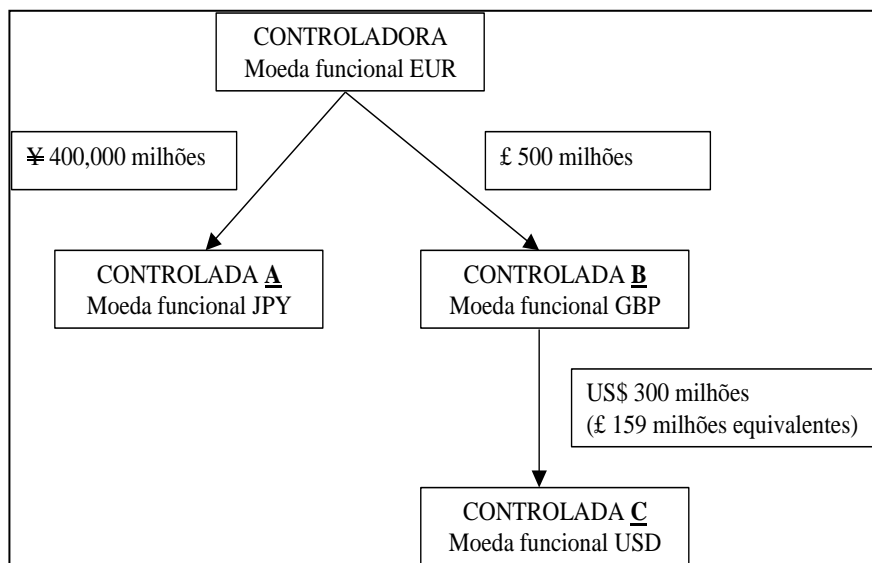 CONTROLADORA
Moeda funcional EUR
¥ 400,000 milhões
£ 500 milhões
CONTROLADA A
Moeda funcional JPY
CONTROLADA B
Moeda funcional GBP
US$ 300 milhões
(£ 159 milhões equivalentes)
CONTROLADA C
Moeda funcional USD